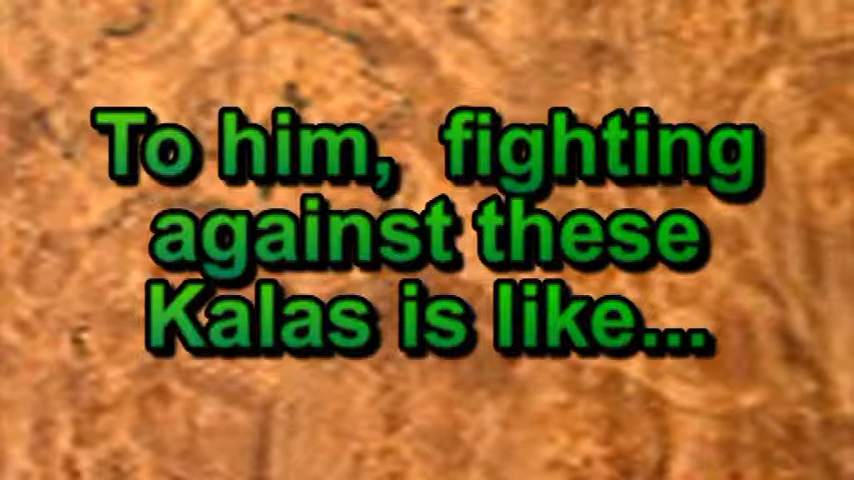 To him,  fighting
against these
Kalas is like...